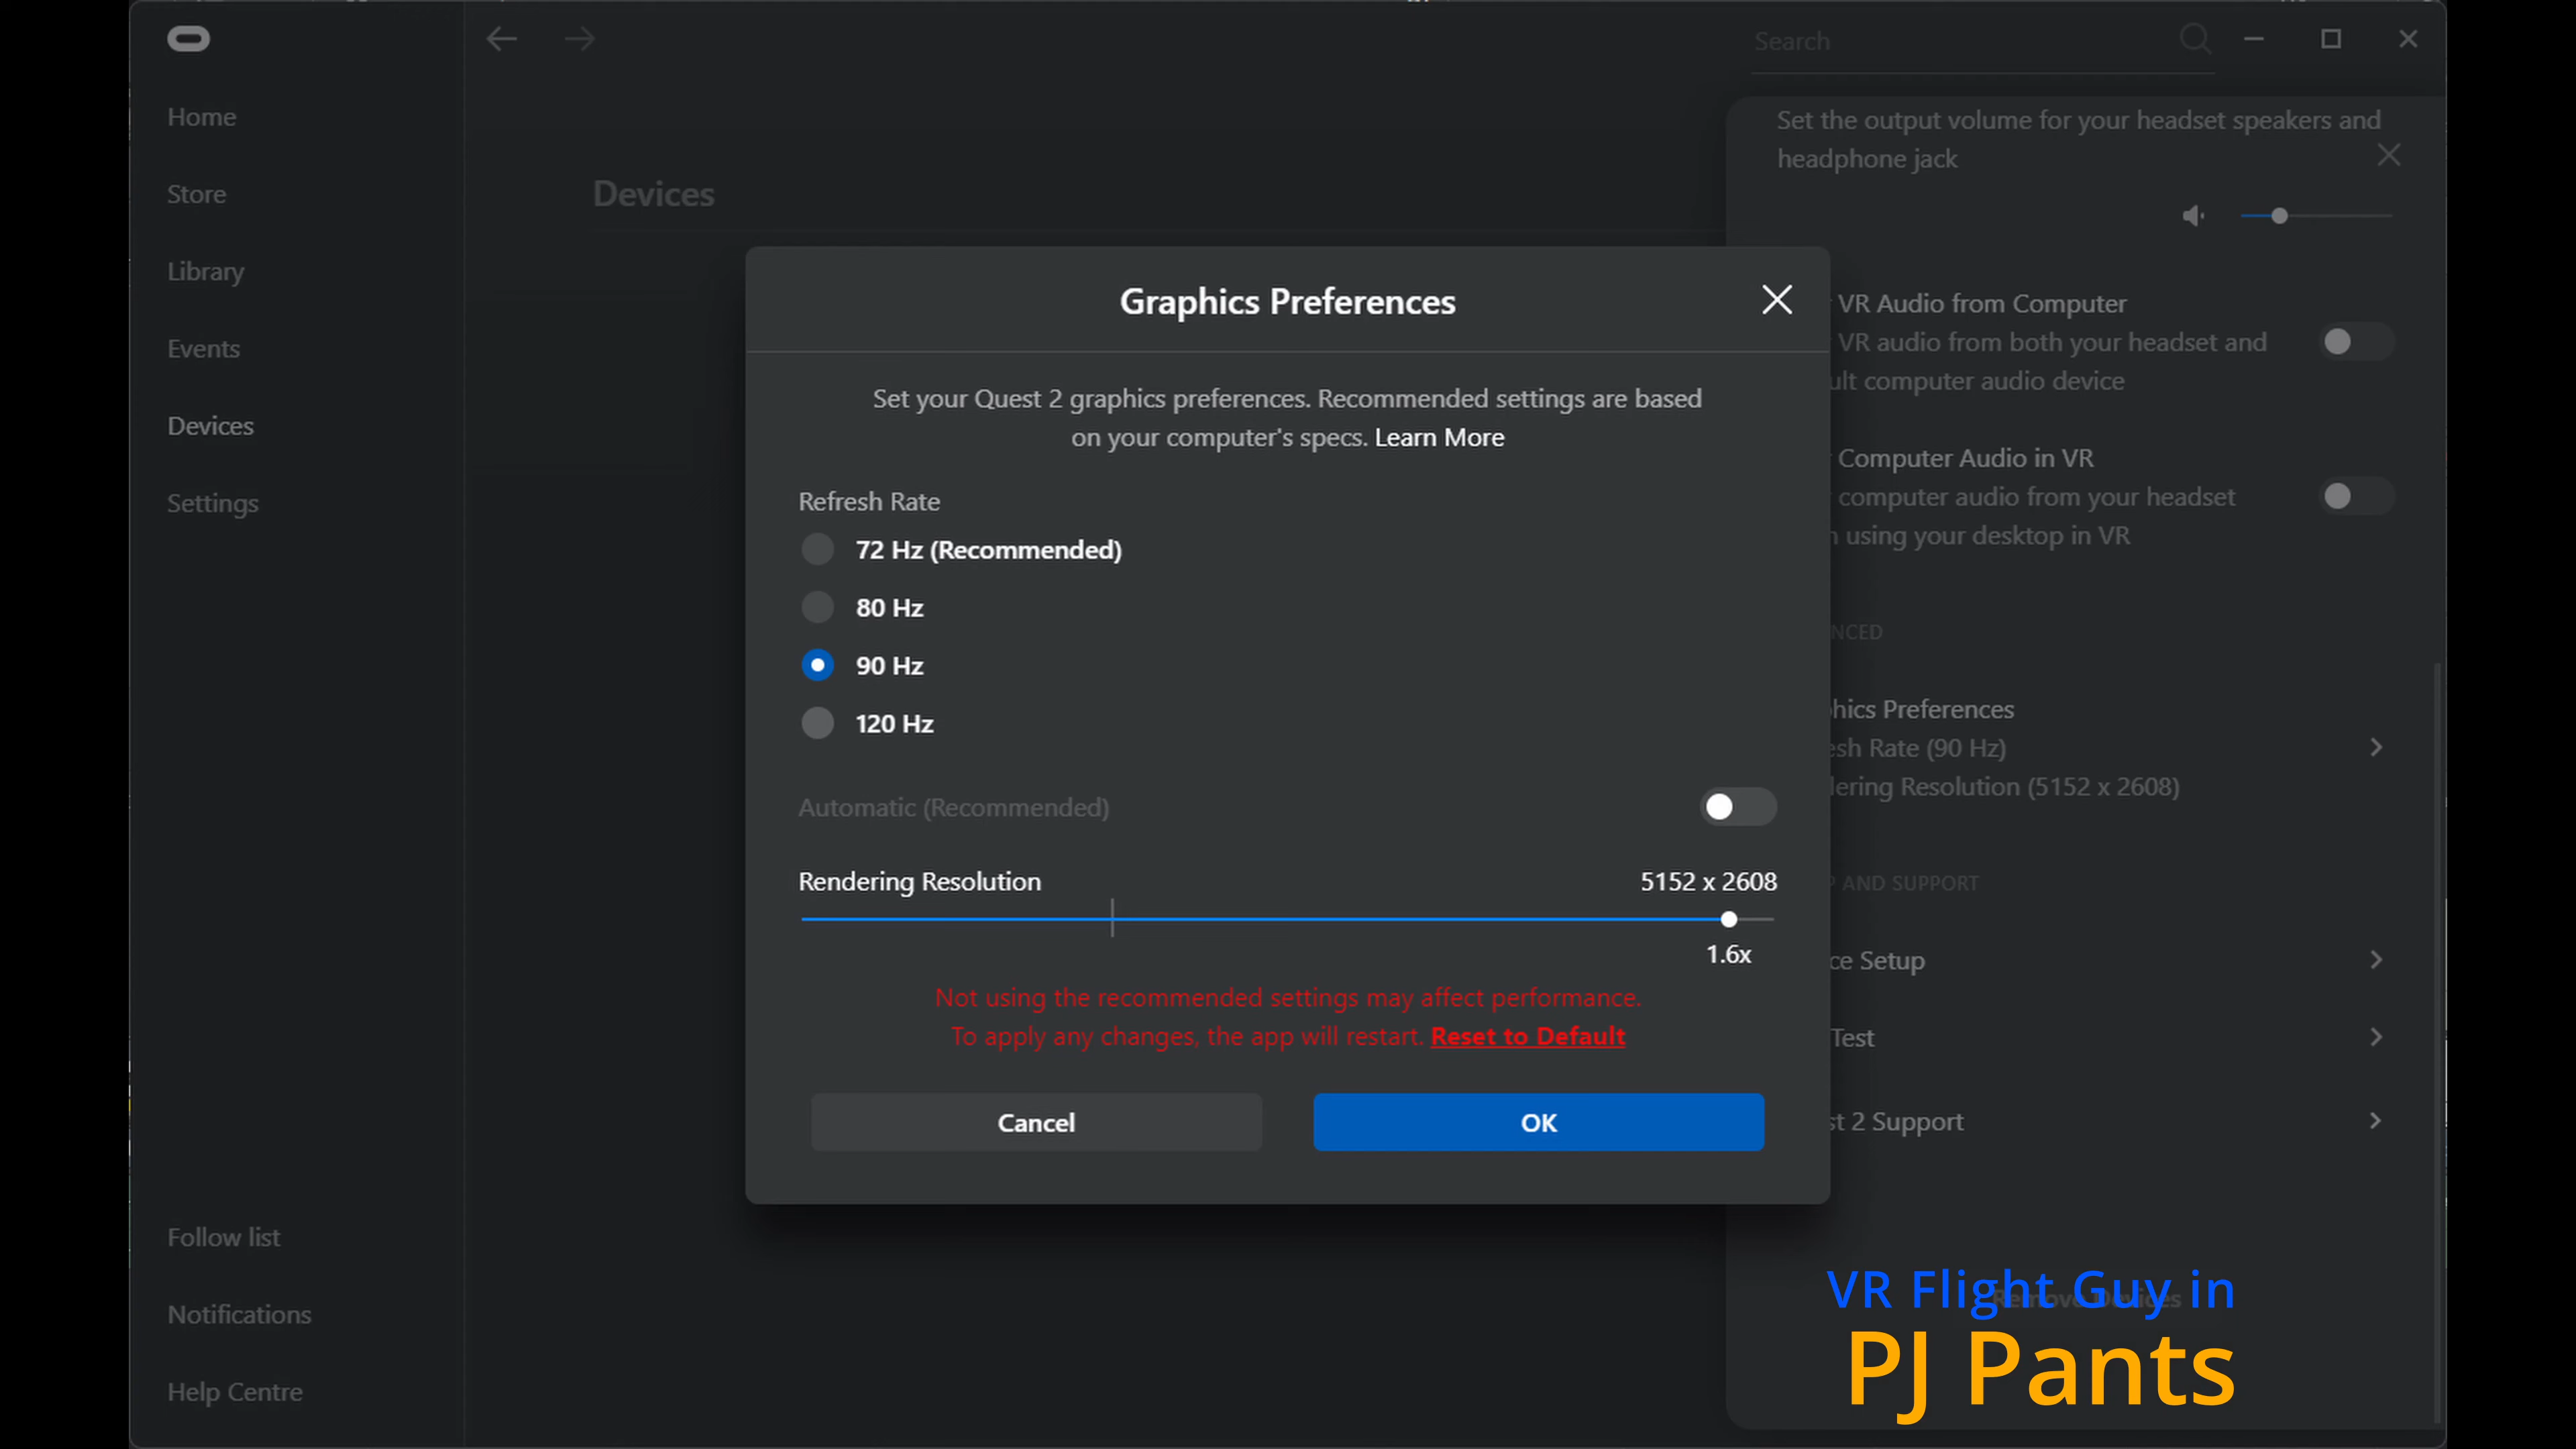 Search
Home
Store
Library
Events
Devices
Settings
Follow list
Notifications
Help Centre
Devices
Set the output volume for your headset speakers and
headphone jack
VR Audio from Computer
VR audio from both your headset and
ult computer audio device
Computer Audio in VR
computer audio from your headset
using your desktop in VR
NCED
hics Preferences
esh Rate (90 Hz)
lering Resolution (5152 x 2608)
P AND SUPPORT
ce Setup
Test
st 2 Support
Remove Devices
Graphics Preferences
Set your Quest 2 graphics preferences. Recommended settings are based
on your computer's specs. Learn More
Refresh Rate
72 Hz (Recommended)
80 Hz
90 Hz
120 Hz
Automatic (Recommended)
Rendering Resolution 5152 x 2608
1.6x
Not using the recommended settings may affect performance.
To apply any changes, the app will restart. Reset to Default
Cancel OK
VR Flight Guy in
PJ Pants